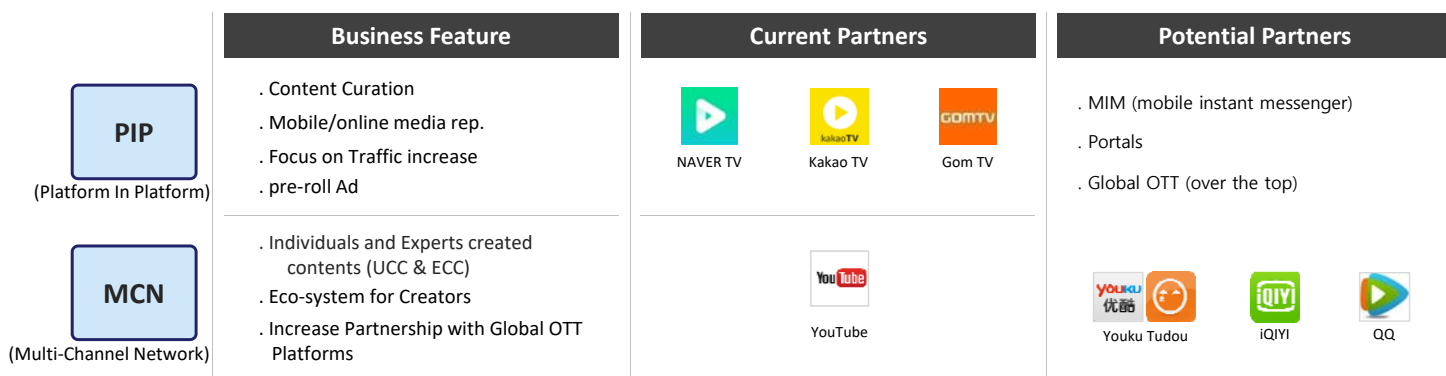 Business Feature
Current Partners
Potential Partners
PIP
(Platform In Platform)
. Content Curation
. Mobile/online media rep.
. Focus on Traffic increase
. pre-roll Ad
kakaoTV
GOMTV
NAVER TV
Kakao TV
Gom TV
. MIM (mobile instant messenger)
. Portals
. Global OTT (over the top)
MCN
(Multi-Channel Network)
. Individuals and Experts created
contents (UCC & ECC)
. Eco-system for Creators
. Increase Partnership with Global OTT
Platforms
YouTube
YouTube
YOUKU
优酷
iQIYI
Youku Tudou
iQIYI
QQ